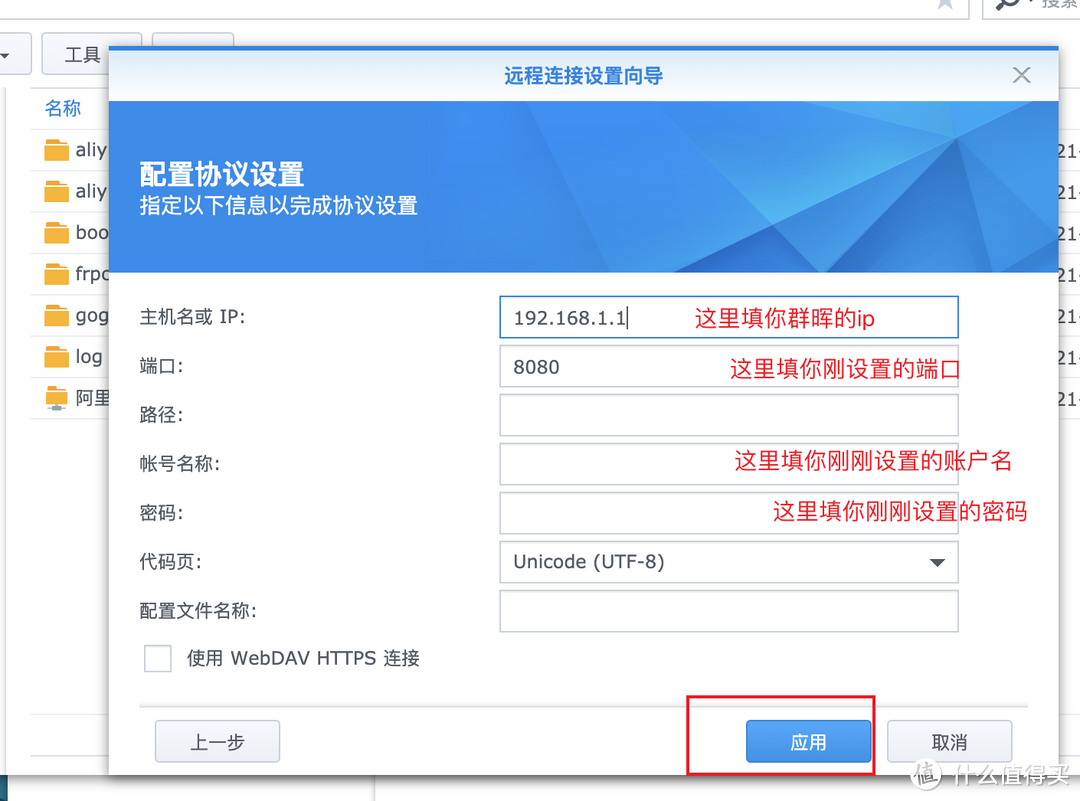 搜索
工具
远程连接设置向导
名称
配置协议设置
指定以下信息以完成协议设置
aliy
aliy
boo
frpc
gog
log
阿里
21-
21-
21-
21-
21-
21-
21-
主机名或 IP:
192.168.1.1
这里填你群晖的ip
端口:
8080
这里填你刚设置的端口
路径:
帐号名称:
这里填你刚刚设置的账户名
密码:
这里填你刚刚设置的密码
代码页:
Unicode (UTF-8)
配置文件名称:
使用 WebDAV HTTPS 连接
上一步
应用
取消
值 什么值得买